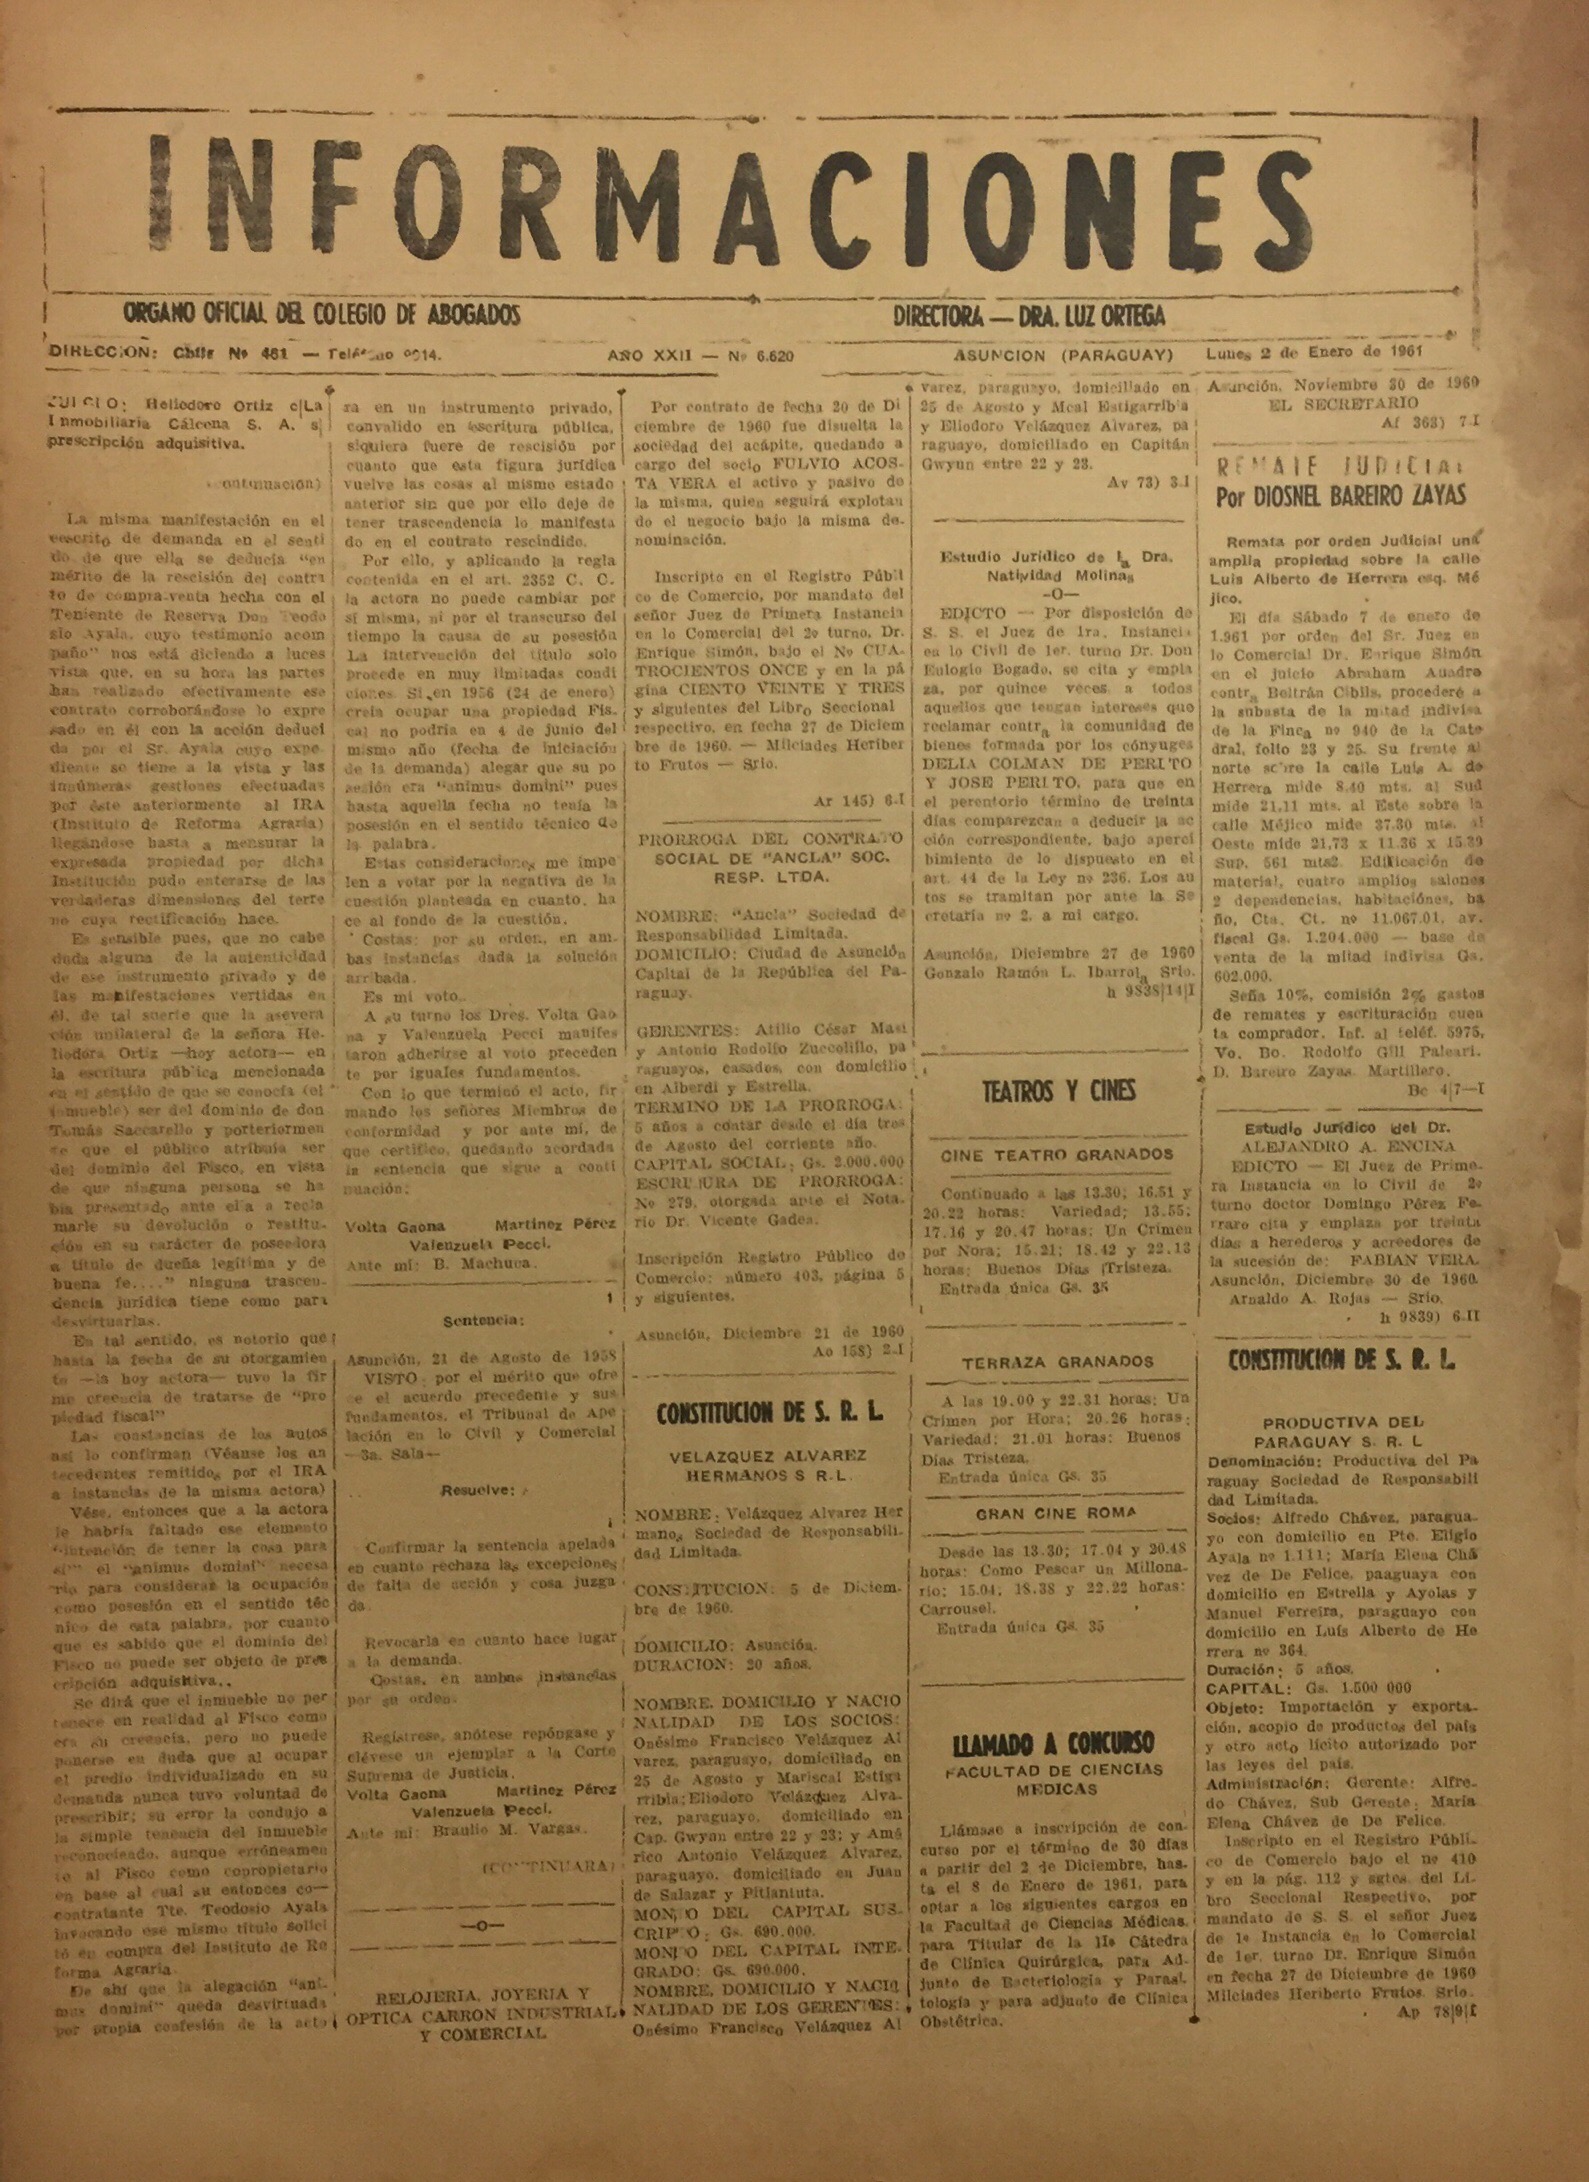 INFORMACIONES
ORGANO OFICIAL DEL COLEGIO DE ABOGADOS
DIRECTORA — DRA. LUZ ORTEGA
DIRECCION: Chile Nº 461 —
AÑO XXII — Nº 6.620
ASUNCION (PARAGUAY)
Lunes 2 de Enero de 1961
JUICIO: Heliodoro Ortiz c|La
Inmobiliaria Cálcena S. A. s|
prescripción adquisitiva.
ontinuación)
La misma manifestación en el
escrito de demanda en el senti
do de que ella se deducía "en
mérito de la rescisión del contra
to de compra-venta hecha con el
Teniente de Reserva Don Teodo
sio Ayala, cuyo testimonio acom
paño" nos está diciendo a luces
vista que, en su hora las partes
han realizado efectivamente ese
contrato corroborándose lo expre
sado en él con la acción deduci
da por el Sr. Ayala cuyo expe
diente se tiene a la vista y las
inúmeras gestiones efectuadas
por éste anteriormente al IRA
(Instituto de Reforma Agraria)
llegándose hasta a mensurar la
expresada propiedad por dicha
Institución pudo enterarse de las
verdaderas dimensiones del terre
no cuya rectificación hace.
Es sensible pues, que no cabe
duda alguna de la autenticidad
de ese instrumento privado y de
las manifestaciones vertidas en
él, de tal suerte que la asevera
ción unilateral de la señora He-
liodora Ortiz —hoy actora— en
la escritura pública mencionada
en el sentido de que se conocía (el
inmueble) ser del dominio de don
Tomás Saccarello y porteriormen
te que el público atribuía ser
del dominio del Fisco, en vista
de que ninguna persona se ha
bía presentado ante ella a recla
marle su devolución o restitu-
ción en su carácter de poseedora
a título de dueña legítima y de
buena fe...." ninguna trascen-
dencia jurídica tiene como para
desvirtuarlas.
En tal sentido, es notorio que
hasta la fecha de su otorgamien
to —la hoy actora— tuvo la fir
me creencia de tratarse de "pro
piedad fiscal"
Las constancias de los autos
así lo confirman (Véanse los an
tecedentes remitidos por el IRA
a instancias de la misma actora)
Vése, entonces que a la actora
le habría faltado ese elemento
"intención de tener la cosa para
sí" el "animus domini" necesa
rio para considerar la ocupación
como posesión en el sentido téc
nico de esta palabra, por cuanto
que es sabido que el dominio del
Fisco no puede ser objeto de pres
cripción adquisitiva..
Se dirá que el inmueble no per
tenece en realidad al Fisco como
era su creencia, pero no puede
ponerse en duda que al ocupar
el predio individualizado en su
demanda nunca tuvo voluntad de
prescribir; su error la condujo a
la simple tenencia del inmueble
reconociendo, aunque erróneamen
te al Fisco como copropietario
en base al cual su entonces co—
contratante Tte. Teodosio Ayala
invocando ese mismo título solici
tó en compra del Instituto de Re
forma Agraria.
De ahí que la alegación "ani-
mus domini" queda desvirtuada
por propia confesión de la acto
ra en un instrumento privado,
convalido en escritura pública,
siquiera fuere de rescisión por
cuanto que esta figura jurídica
vuelve las cosas al mismo estado
anterior sin que por ello deje de
tener trascendencia lo manifesta
do en el contrato rescindido.
Por ello, y aplicando la regla
contenida en el art. 2352 C. C.
la actora no puede cambiar por
sí misma, ni por el transcurso del
tiempo la causa de su posesión
La intervención del título solo
procede en muy limitadas condi
ciones. Si en 1956 (24 de enero)
creía ocupar una propiedad Fis-
cal no podría en 4 de junio del
mismo año (fecha de iniciación
de la demanda) alegar que su po
sesión era "animus domini" pues
hasta aquella fecha no tenía la
posesión en el sentido técnico de
la palabra.
Estas consideraciones me impe
len a votar por la negativa de la
cuestión planteada en cuanto, ha
ce al fondo de la cuestión.
Costas: por su orden, en am-
bas instancias dada la solución
arribada.
Es mi voto..
A su turno los Dres. Volta Gao-
na y Valenzuela Pecci manifes
taron adherirse al voto preceden
te por iguales fundamentos.
Con lo que terminó el acto, fir
mando los señores Miembros de
conformidad y por ante mí, de
que certifico, quedando acordada
la sentencia que sigue a conti
nuación:
Volta Gaona Martinez Pérez
Valenzuela Pecci.
Ante mí: B. Machuca.
1
Sentencia:
Asunción, 21 de Agosto de 1958
VISTO: por el mérito que ofre
ce el acuerdo precedente y sus
fundamentos, el Tribunal de Ape
lación en lo Civil y Comercial
—3a. Sala—
Resuelve:
Confirmar la sentencia apelada
en cuanto rechaza las excepciones
de falta de acción y cosa juzga
da.
Revocarla en cuanto hace lugar
a la demanda.
Costas, en ambas instancias
por su orden.
Regístrese, anótese repóngase y
elévese un ejemplar a la Corte
Suprema de Justicia.
Volta Gaona Martinez Pérez
Valenzuela Pecci.
Ante mí: Braulio M. Vargas.
(CONTINUARA)
—o—
RELOJERIA, JOYERIA Y
OPTICA CARRON INDUSTRIAL
Y COMERCIAL
Por contrato de fecha 20 de Di
ciembre de 1960 fue disuelta la
sociedad del acápite, quedando a
cargo del socio FULVIO ACOS-
TA VERA el activo y pasivo de
la misma, quien seguirá explotan
do el negocio bajo la misma de-
nominación.
Inscripto en el Registro Públi
co de Comercio, por mandato del
señor Juez de Primera Instancia
en lo Comercial del 2º turno, Dr.
Enrique Simón, bajo el Nº CUA-
TROCIENTOS ONCE y en la pá
gina CIENTO VEINTE Y TRES
y siguientes del Libro Seccional
respectivo, en fecha 27 de Diciem
bre de 1960. — Milciades Heriber
to Frutos — Srio.
Ar 145) 6-I
PRORROGA DEL CONTRATO
SOCIAL DE "ANCLA" SOC.
RESP. LTDA.
NOMBRE: "Ancla" Sociedad de
Responsabilidad Limitada.
DOMICILIO: Ciudad de Asunción
Capital de la República del Pa-
raguay.
GERENTES: Atilio César Masi
y Antonio Rodolfo Zuccolillo, pa
raguayos, casados, con domicilio
en Alberdi y Estrella.
TERMINO DE LA PRORROGA:
5 años a contar desde el día tres
de Agosto del corriente año.
CAPITAL SOCIAL: Gs. 2.000.000
ESCRITURA DE PRORROGA:
Nº 279, otorgada ante el Nota-
rio Dr. Vicente Gadea.
Inscripción Registro Público de
Comercio: número 403, página 5
y siguientes.
Asunción, Diciembre 21 de 1960
Ao 158) 2-I
CONSTITUCION DE S. R. L.
VELAZQUEZ ALVAREZ
HERMANOS S R.L.
NOMBRE: Velázquez Alvarez Her
manos Sociedad de Responsabili-
dad Limitada.
CONSTITUCION: 5 de Diciem-
bre de 1960.
DOMICILIO: Asunción.
DURACION: 20 años.
NOMBRE, DOMICILIO Y NACIO
NALIDAD DE LOS SOCIOS:
Onésimo Francisco Velázquez Al
varez, paraguayo, domiciliado en
25 de Agosto y Mariscal Estiga
rribia; Eliodoro Velázquez Alva-
rez, paraguayo, domiciliado en
Cap. Gwyan entre 22 y 23; y Amé
rico Antonio Velázquez Alvarez,
paraguayo, domiciliado en Juan
de Salazar y Pitiantuta.
MONTO DEL CAPITAL SUS-
CRIPTO: Gs. 690.000.
MONTO DEL CAPITAL INTE-
GRADO: Gs. 690.000.
NOMBRE, DOMICILIO Y NACIO
NALIDAD DE LOS GERENTES:
Onésimo Francisco Velázquez Al
varez, paraguayo, domiciliado en
25 de Agosto y Mcal Estigarribia
y Eliodoro Velázquez Alvarez, pa
raguayo, domiciliado en Capitán
Gwyun entre 22 y 23.
Av 73) 3-I
Estudio Jurídico de la Dra.
Natividad Molinas
—O—
EDICTO — Por disposición de
S. S. el Juez de 1ra. Instancia
en lo Civil de 1er. turno Dr. Don
Eulogio Bogado, se cita y empla
za, por quince veces a todos
aquellos que tengan intereses que
reclamar contra la comunidad de
bienes formada por los cónyuges
DELIA COLMAN DE PERITO
Y JOSE PERITO, para que en
el perentorio término de treinta
días comparezcan a deducir la ac
ción correspondiente, bajo aperci
bimiento de lo dispuesto en el
art. 44 de la Ley nº 236. Los au
tos se tramitan por ante la Se
cretaría nº 2, a mi cargo.
Asunción, Diciembre 27 de 1960
Gonzalo Ramón L. Ibarrola Srio.
h 9838|14|I
TEATROS Y CINES
CINE TEATRO GRANADOS
Continuado a las 13.30; 16.51 y
20.22 horas: Variedad; 13.55;
17.16 y 20.47 horas: Un Crimen
por Nora; 15.21; 18.42 y 22.13
horas: Buenos Días ¡Tristeza.
Entrada única Gs. 35
TERRAZA GRANADOS
A las 19.00 y 22.31 horas: Un
Crimen por Hora; 20.26 horas:
Variedad; 21.01 horas: Buenos
Días Tristeza.
Entrada única Gs. 35
GRAN CINE ROMA
Desde las 13.30; 17.04 y 20.48
horas: Como Pescar un Millona-
rio; 15.04, 18.38 y 22.22 horas:
Carrousel.
Entrada única Gs. 35
LLAMADO A CONCURSO
FACULTAD DE CIENCIAS
MEDICAS
Llámase a inscripción de con-
curso por el término de 30 días
a partir del 2 de Diciembre, has-
ta el 8 de Enero de 1961, para
optar a los siguientes cargos en
la Facultad de Ciencias Médicas,
para Titular de la IIª Cátedra
de Clínica Quirúrgica, para Ad-
junto de Bacteriología y Parasi-
tología y para adjunto de Clínica
Obstétrica.
Asunción, Noviembre 30 de 1960
EL SECRETARIO
Af 363) 7-I
REMATE JUDICIAL
Por DIOSNEL BAREIRO ZAYAS
Remata por orden Judicial una
amplia propiedad sobre la calle
Luis Alberto de Herrera esq. Mé
jico.
El día Sábado 7 de enero de
1.961 por orden del Sr. Juez en
lo Comercial Dr. Enrique Simón
en el juicio Abraham Auadre
contra Beltrán Cibils, procederé a
la subasta de la mitad indivisa
de la Finca nº 940 de la Cate
dral, folio 23 y 25. Su frente al
norte sobre la calle Luis A. de
Herrera mide 8.40 mts. al Sud
mide 21,11 mts. al Este sobre la
calle Méjico mide 37.30 mts. al
Oeste mide 21,73 x 11.36 x 15.39
Sup. 561 mts2. Edificación de
material, cuatro amplios salones
2 dependencias, habitaciónes, ba
ño, Cta. Ct. nº 11.067.01, av.
fiscal Gs. 1.204.000 — base de
venta de la mitad indivisa Gs.
602.000.
Seña 10%, comisión 2% gastos
de remates y escrituración cuen
ta comprador. Inf. al teléf. 5975,
Vo. Bo. Rodolfo Gill Paleari.
D. Bareiro Zayas. Martillero.
Be 4|7—I
Estudio Jurídico del Dr.
ALEJANDRO A. ENCINA
EDICTO — El Juez de Prime-
ra Instancia en lo Civil de 2º
turno doctor Domingo Pérez Fe-
rraro cita y emplaza por treinta
días a herederos y acreedores de
la sucesión de: FABIAN VERA.
Asunción, Diciembre 30 de 1960.
Arnaldo A. Rojas — Srio.
h 9839) 6-II
CONSTITUCION DE S. R. L.
PRODUCTIVA DEL
PARAGUAY S. R. L
Denominación: Productiva del Pa
raguay Sociedad de Responsabili
dad Limitada.
Socios: Alfredo Chávez, paragua-
yo con domicilio en Pte. Eligio
Ayala nº 1.111; María Elena Chá
vez de De Felice, paaguaya con
domicilio en Estrella y Ayolas y
Manuel Ferreira, paraguayo con
domicilio en Luís Alberto de He
rrera nº 364.
Duración: 5 años.
CAPITAL: Gs. 1.500 000
Objeto: Importación y exporta-
ción, acopio de productos del país
y otro acto lícito autorizado por
las leyes del país.
Administración: Gerente: Alfre-
do Chávez, Sub Gerente: María
Elena Chávez de De Felice.
Inscripto en el Registro Públi-
co de Comercio bajo el nº 410
y en la pág. 112 y sgtes. del Li-
bro Seccional Respectivo, por
mandato de S. S. el señor Juez
de 1ª Instancia en lo Comercial
de 1er. turno Dr. Enrique Simón
en fecha 27 de Diciembre de 1960
Milciades Heriberto Frutos. Srio.
Ap 78|9|I